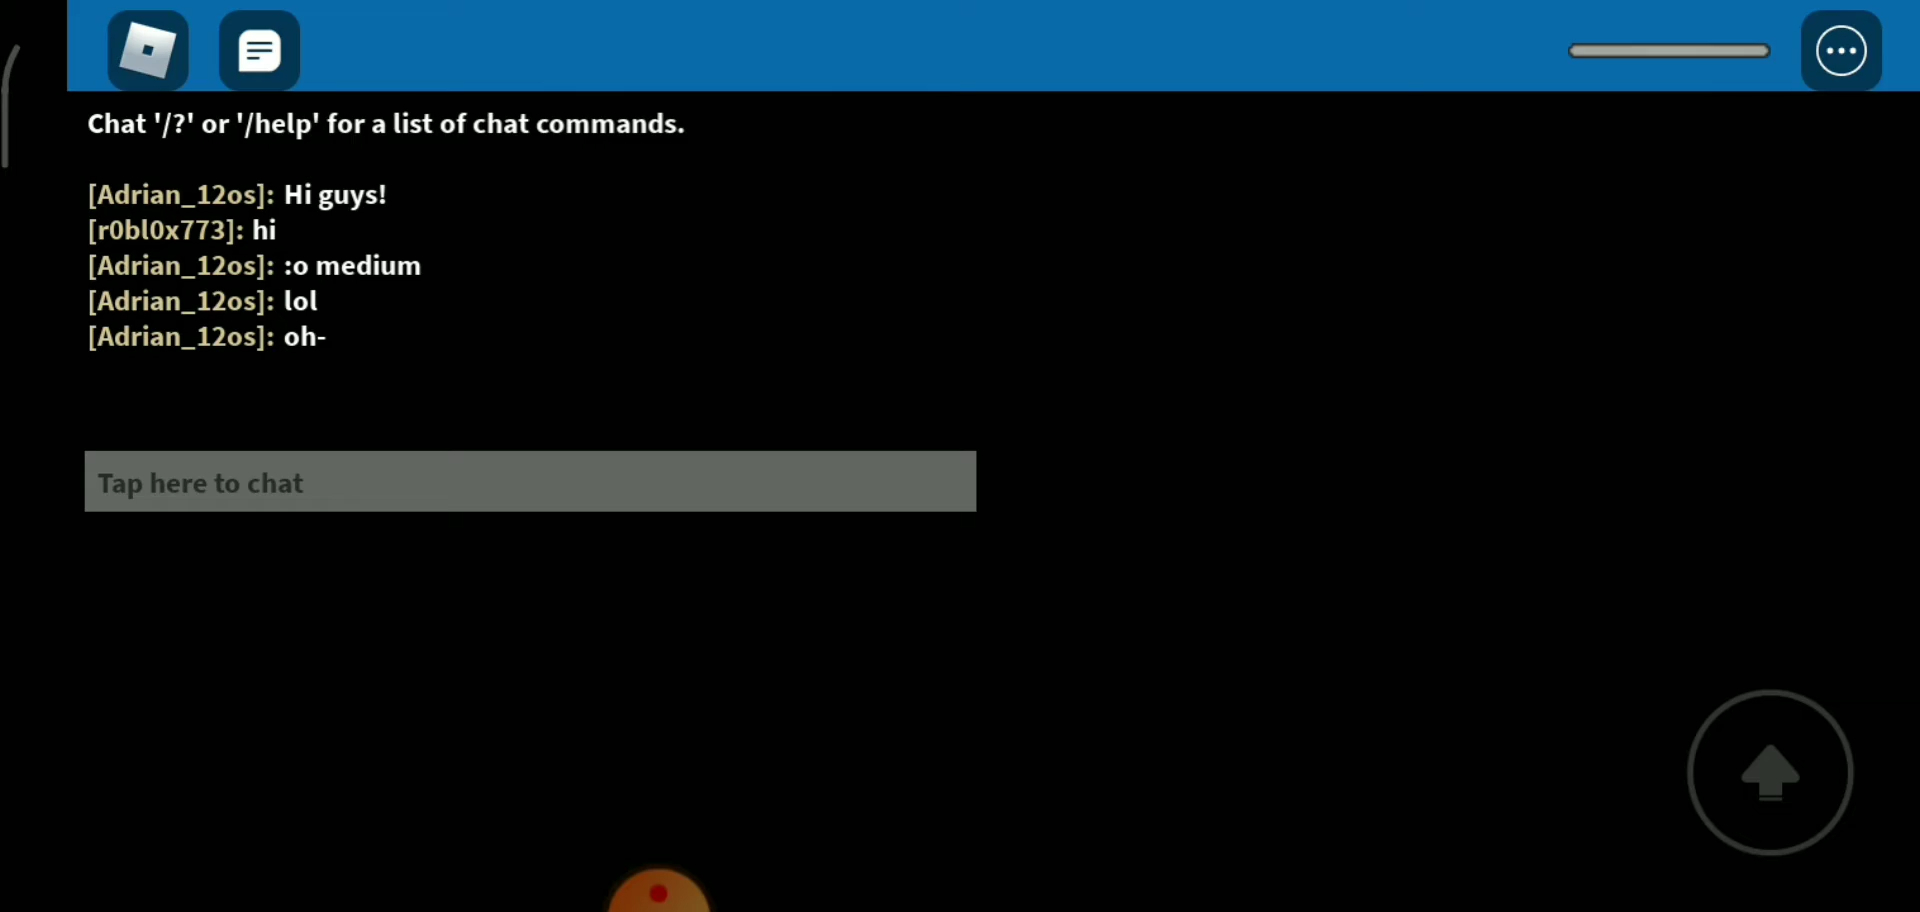 Chat '/?' or '/help' for a list of chat commands.
[Adrian_12os]: Hi guys!
[r0bl0x773]: hi
[Adrian_12os]: :o medium
[Adrian_12os]: lol
[Adrian_12os]: oh-
Tap here to chat